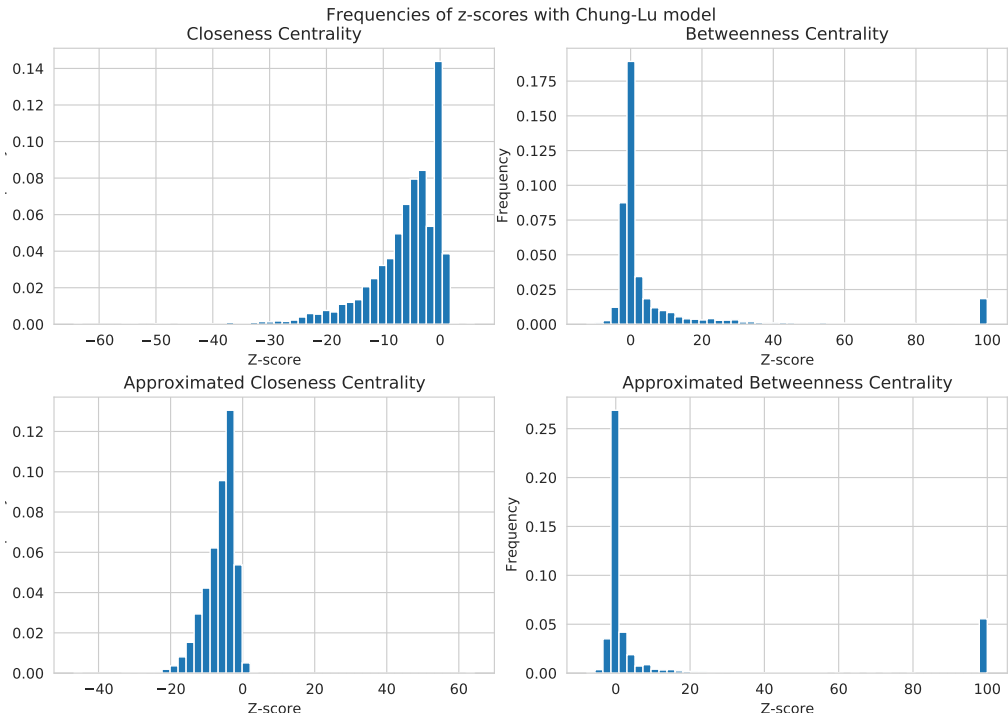 Frequencies of z-scores with Chung-Lu model
Closeness Centrality
0.14
0.12
0.10
0.08
0.06
0.04
0.02
0.00
−60 −50 −40 −30 −20 −10 0
Z-score
Betweenness Centrality
Frequency
0.175
0.150
0.125
0.100
0.075
0.050
0.025
0.000
0 20 40 60 80 100
Z-score
Approximated Closeness Centrality
0.12
0.10
0.08
0.06
0.04
0.02
0.00
−40 −20 0 20 40 60
Z-score
Approximated Betweenness Centrality
Frequency
0.25
0.20
0.15
0.10
0.05
0.00
0 20 40 60 80 100
Z-score